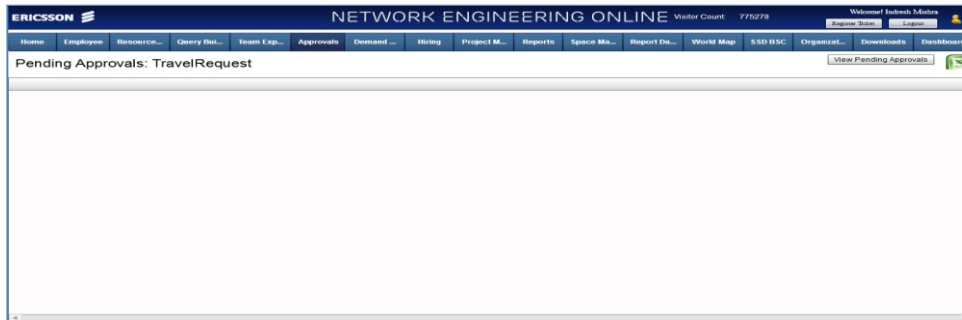 ERICSSON NETWORK ENGINEERING ONLINE Visitor Count 775278 Welcome! Indresh Mishra
Register Ticket Logout
Home Employee Resource... Query Bui... Team Exp... Approvals Demand ... Hiring Project M... Reports Space Ma... Report Da... World Map SSD BSC Organizat... Downloads Dashboar
Pending Approvals: TravelRequest View Pending Approvals